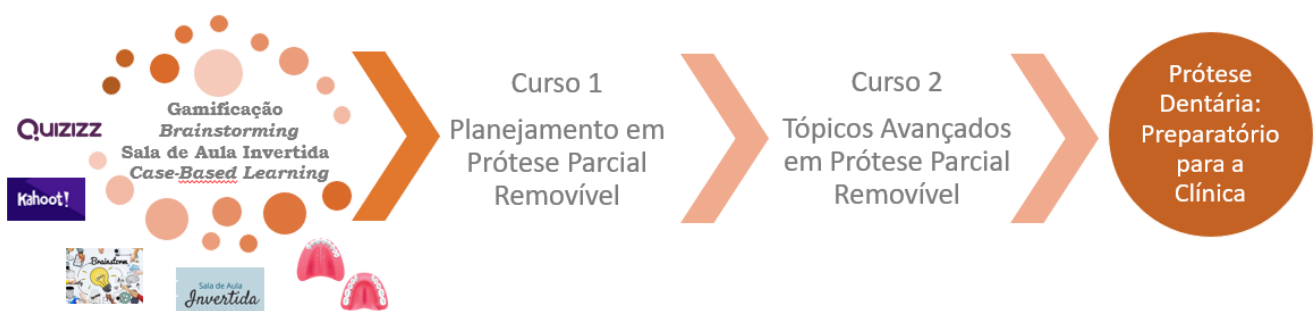 Gamificação
Brainstorming
Sala de Aula Invertida
Case-Based Learning
QUIZIZZ
Kahoot!
Brainstorm
Sala de Aula
Invertida
Curso 1
Planejamento em
Prótese Parcial
Removível
Curso 2
Tópicos Avançados
em Prótese Parcial
Removível
Prótese
Dentária:
Preparatório
para a
Clínica